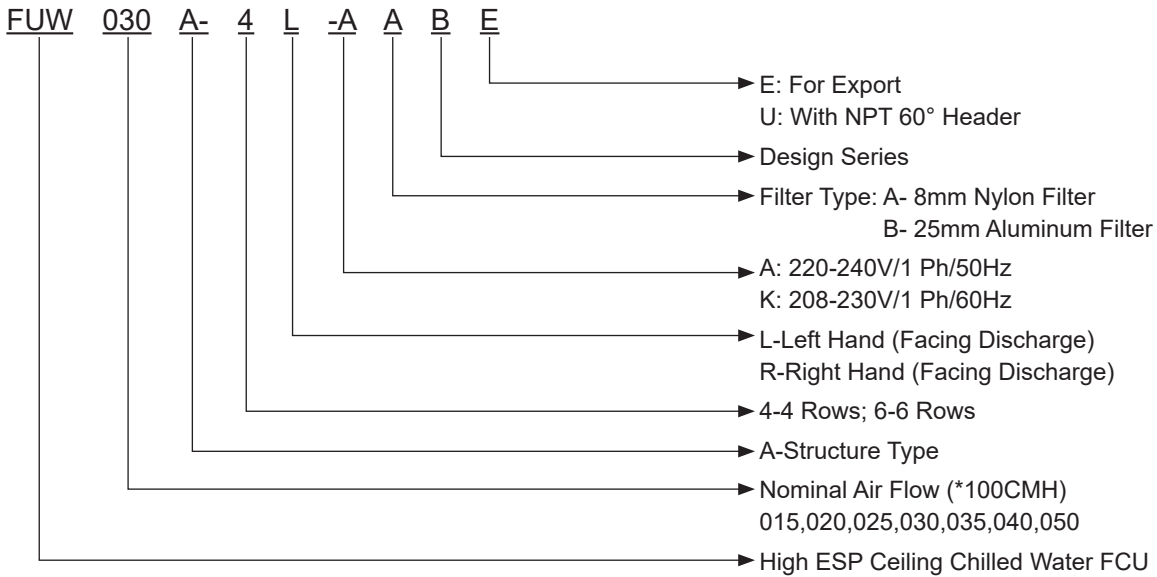 FUW 030 A- 4 L -A A B E
E: For Export
U: With NPT 60° Header
Design Series
Filter Type: A- 8mm Nylon Filter
B- 25mm Aluminum Filter
A: 220-240V/1 Ph/50Hz
K: 208-230V/1 Ph/60Hz
L-Left Hand (Facing Discharge)
R-Right Hand (Facing Discharge)
4-4 Rows; 6-6 Rows
A-Structure Type
Nominal Air Flow (*100CMH)
015,020,025,030,035,040,050
High ESP Ceiling Chilled Water FCU